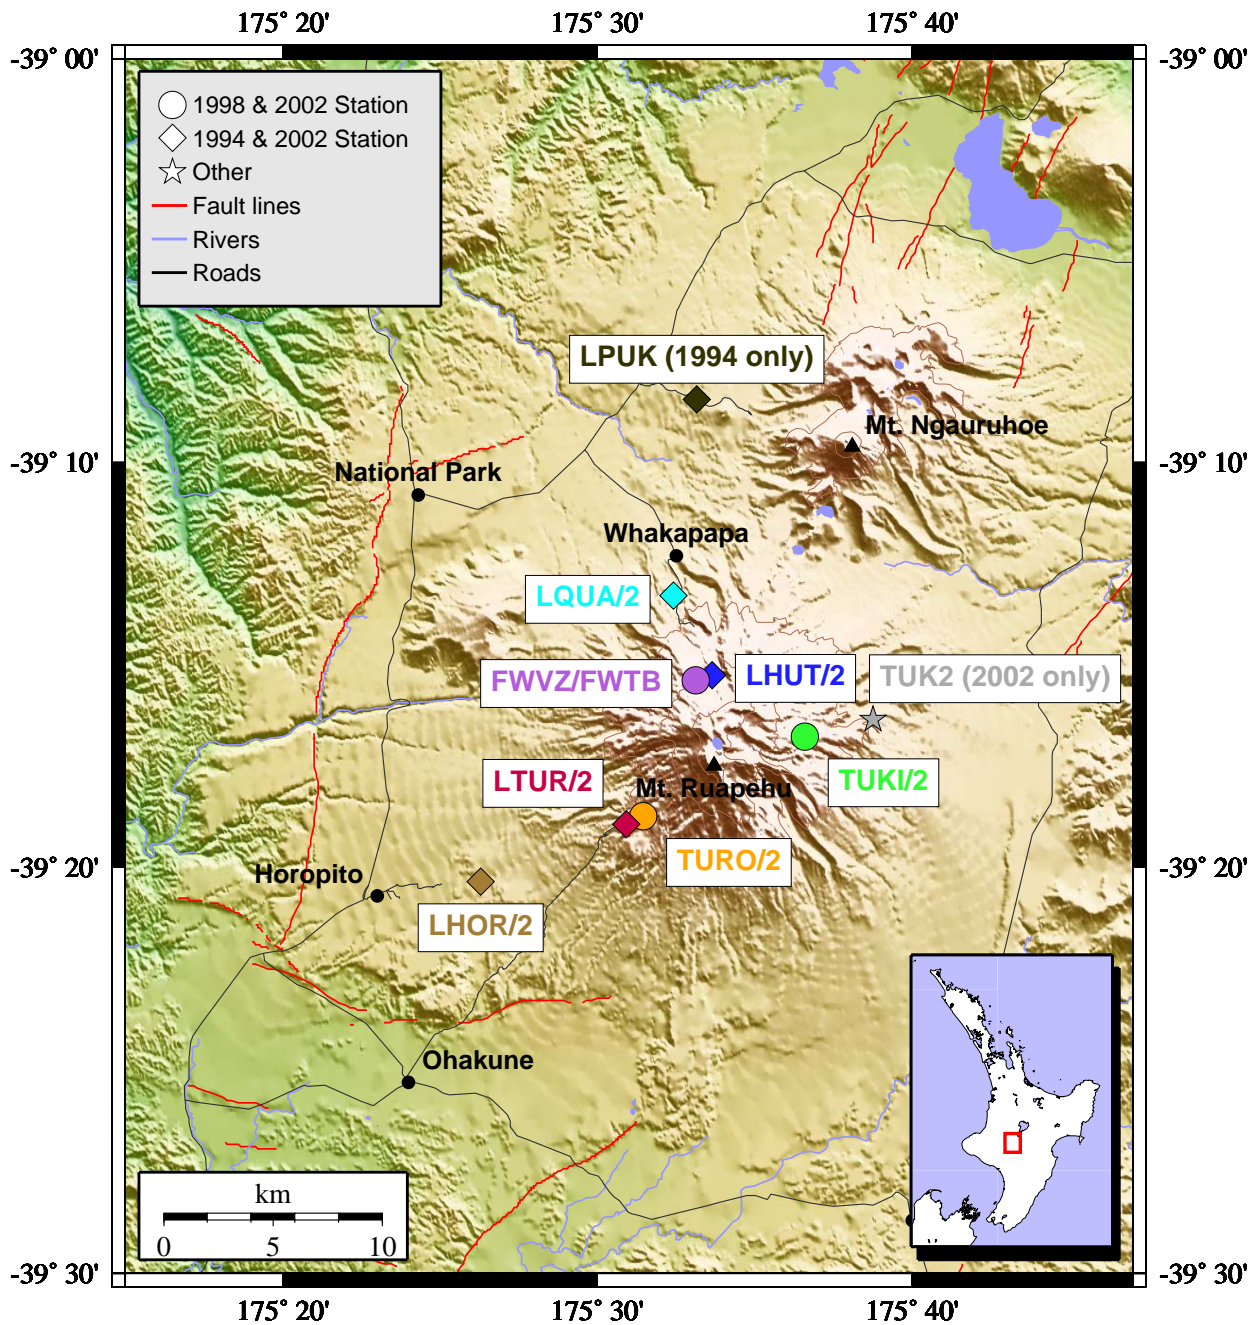 175° 20'
175° 30'
175° 40'
-39° 00'
-39° 00'
1998 & 2002 Station
1994 & 2002 Station
Other
Fault lines
Rivers
Roads
LPUK (1994 only)
Mt. Ngauruhoe
-39° 10'
-39° 10'
National Park
Whakapapa
LQUA/2
FWVZ/FWTB
LHUT/2
TUK2 (2002 only)
LTUR/2
Mt. Ruapehu
TUKI/2
TURO/2
-39° 20'
-39° 20'
Horopito
LHOR/2
Ohakune
km
0
5
10
-39° 30'
-39° 30'
175° 20'
175° 30'
175° 40'